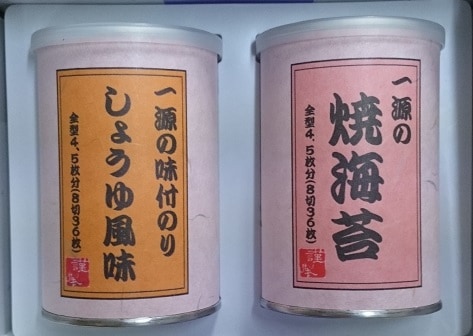 一源の味付のり
しょうゆ風味
全型4.5枚分(8切36枚)
一源の
焼海苔
全型4.5枚分(8切36枚)